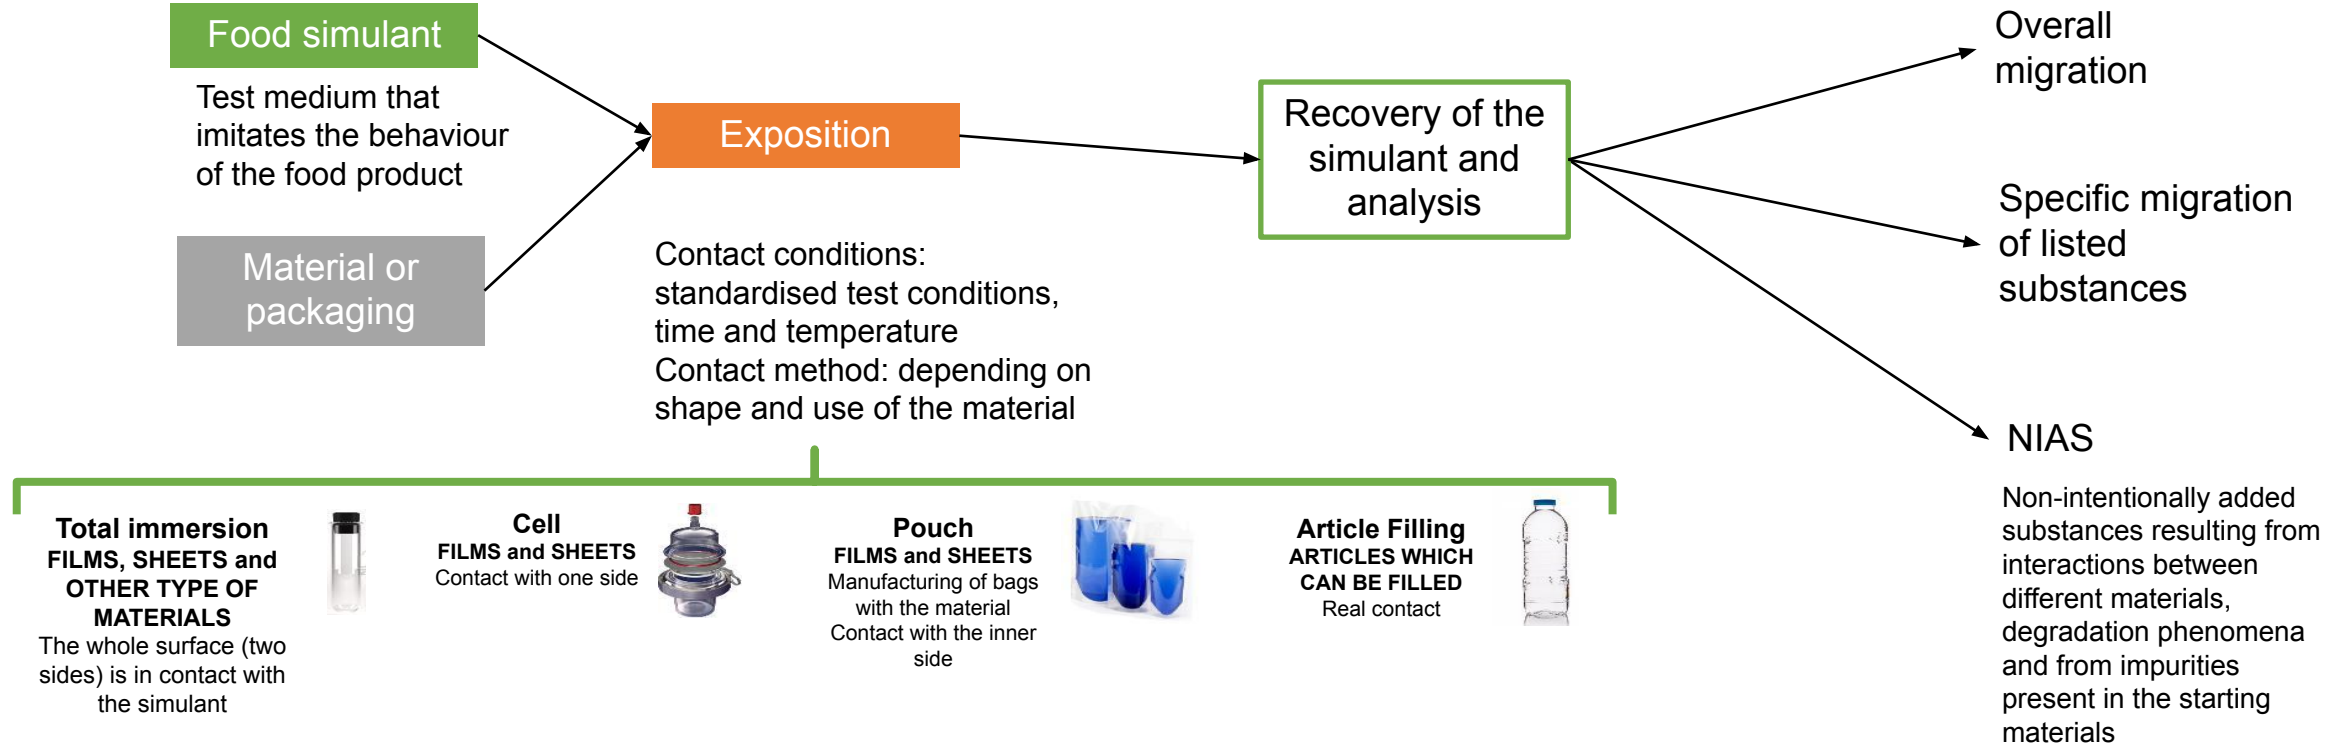 Food simulant
Test medium that
imitates the behaviour
of the food product
Material or
packaging
Exposition
Contact conditions:
standardised test conditions,
time and temperature
Contact method: depending on
shape and use of the material
Recovery of the
simulant and
analysis
Overall
migration
Specific migration
of listed
substances
NIAS
Non-intentionally added
substances resulting from
interactions between
different materials,
degradation phenomena
and from impurities
present in the starting
materials
Total immersion
FILMS, SHEETS and
OTHER TYPE OF
MATERIALS
The whole surface (two
sides) is in contact with
the simulant
Cell
FILMS and SHEETS
Contact with one side
Pouch
FILMS and SHEETS
Manufacturing of bags
with the material
Contact with the inner
side
Article Filling
ARTICLES WHICH
CAN BE FILLED
Real contact